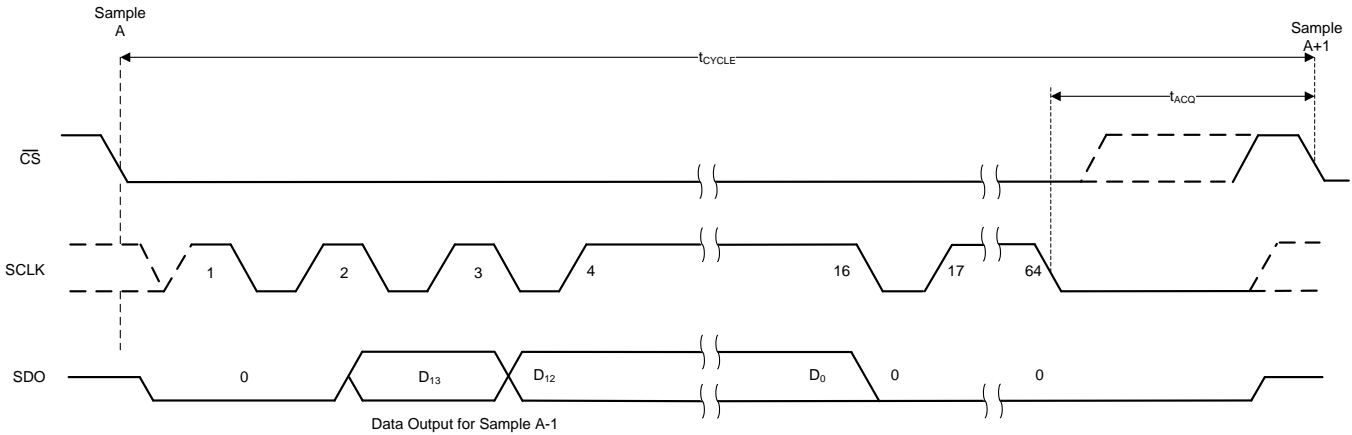 Sample
A
Sample
A+1
tCYCLE
tACQ
CS
SCLK
1
2
3
4
16
17
64
SDO
0
D13
D12
D0
0
0
Data Output for Sample A-1